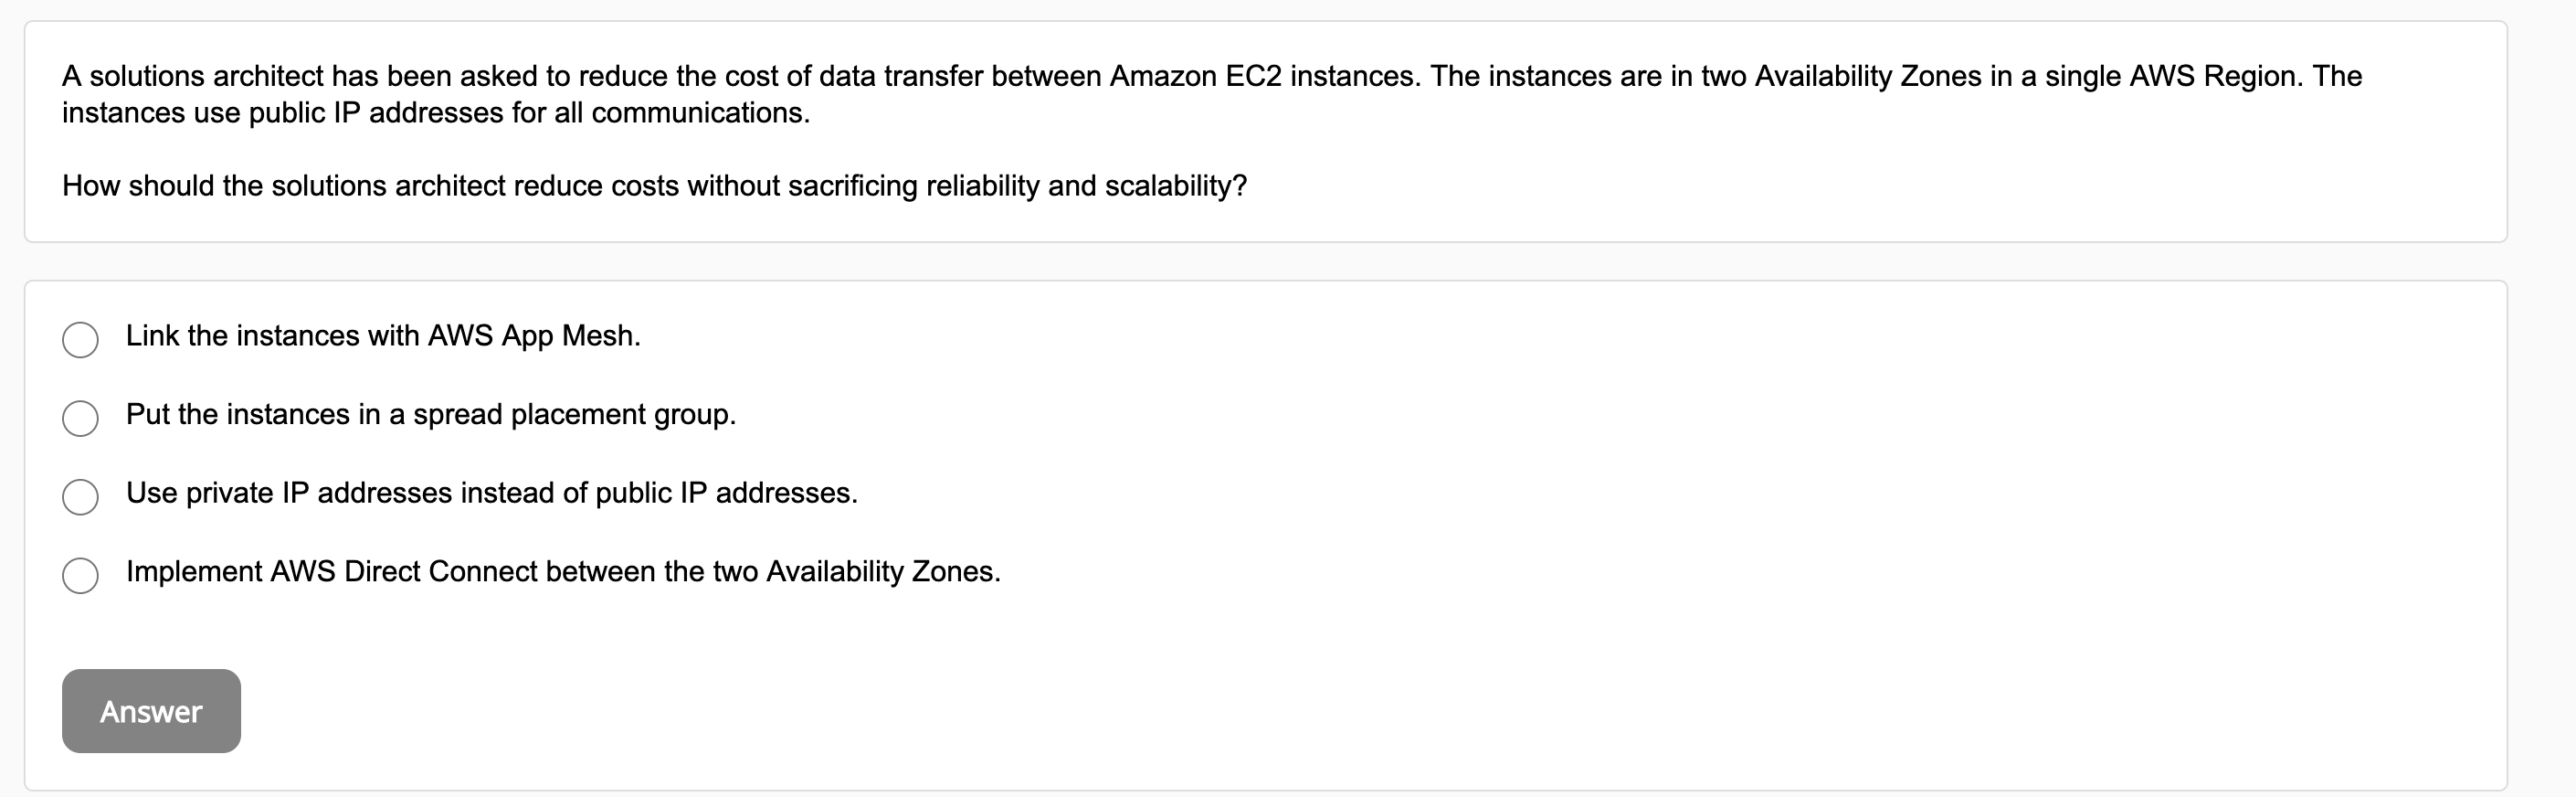 A solutions architect has been asked to reduce the cost of data transfer between Amazon EC2 instances. The instances are in two Availability Zones in a single AWS Region. The
instances use public IP addresses for all communications.
How should the solutions architect reduce costs without sacrificing reliability and scalability?
Link the instances with AWS App Mesh.
Put the instances in a spread placement group.
Use private IP addresses instead of public IP addresses.
Implement AWS Direct Connect between the two Availability Zones.
Answer